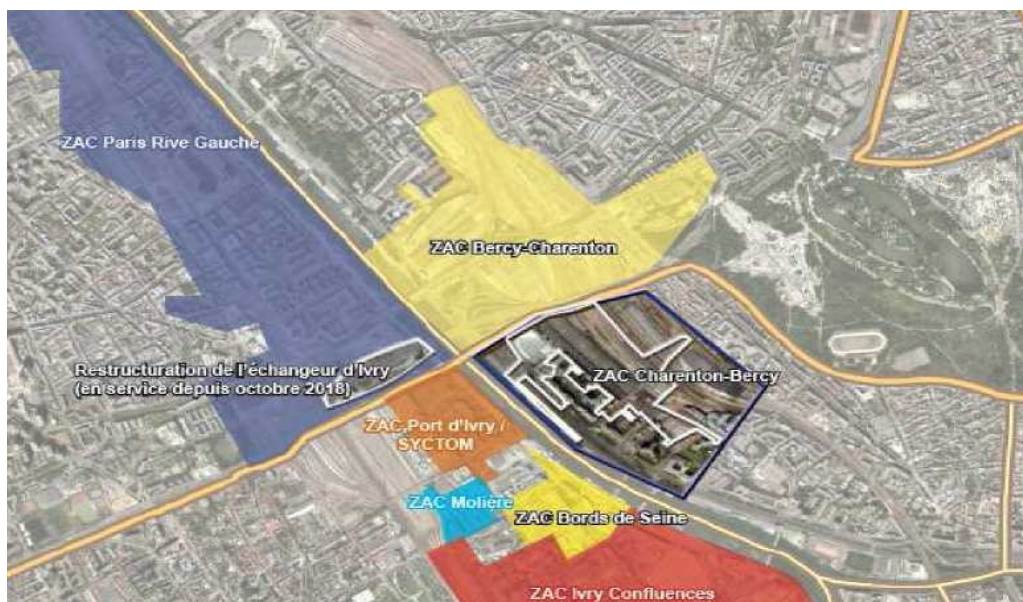 ZAC Paris Rive Gauche
ZAC Bercy-Charenton
Restructuration de l'échangeur d'Ivry
(en service depuis octobre 2018)
ZAC Charenton-Bercy
ZAC Port d'Ivry /
SYCTOM
ZAC Molière
ZAC Bords de Seine
ZAC Ivry Confluences